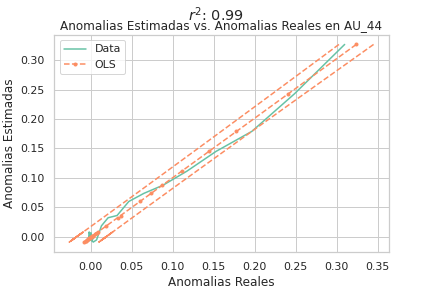 r²: 0.99
Anomalias Estimadas vs. Anomalias Reales en AU_44
Data
OLS
Anomalias Estimadas
0.30
0.25
0.20
0.15
0.10
0.05
0.00
0.00 0.05 0.10 0.15 0.20 0.25 0.30 0.35
Anomalias Reales